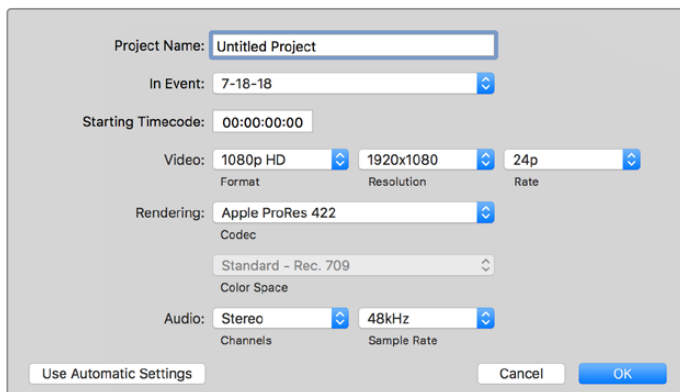 Project Name: Untitled Project
In Event: 7-18-18
Starting Timecode: 00:00:00:00
Video: 1080p HD 1920x1080 24p
Format Resolution Rate
Rendering: Apple ProRes 422
Codec
Standard - Rec. 709
Color Space
Audio: Stereo 48kHz
Channels Sample Rate
Use Automatic Settings Cancel OK